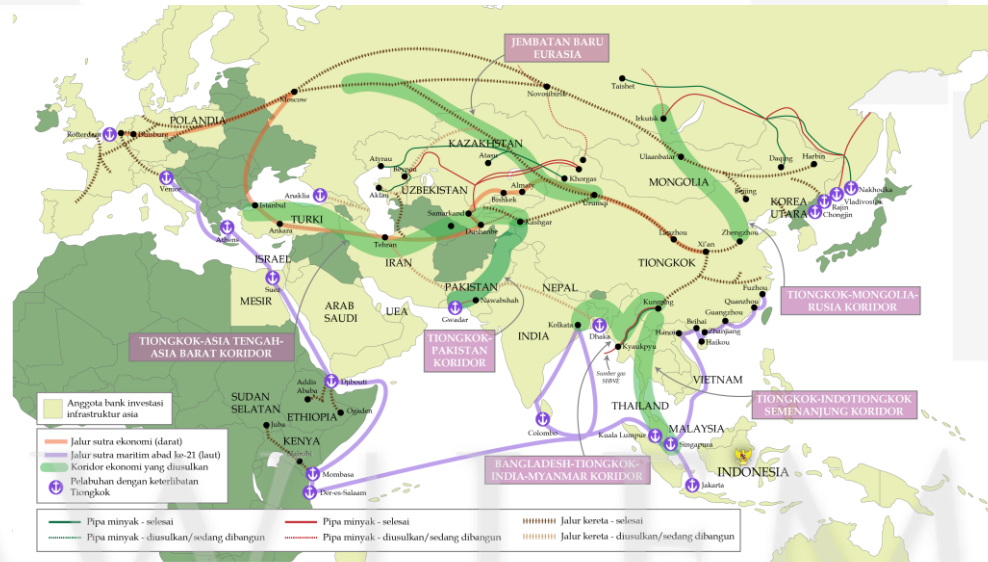 JEMBATAN BARU
EURASIA
Taishet
Moscow
Novosibirsk
Irkutsk
POLANDIA
Rotterdam
Duisburg
KAZAKHSTAN
Atyrau
Atasu
Beyneu
Ulaanbatar
Daqing
Harbin
Venice
Anaklia
Aktau
UZBEKISTAN
Khorgas
MONGOLIA
Almaty
Bishkek
Urumqi
Beijing
Nakhodka
Vladivostok
KOREA
UTARA
Rajin
Chongjin
Istanbul
TURKI
Samarkand
Athens
Ankara
Dushanbe
Kashgar
Tehran
Lanzhou
Zhengzhou
Xi'an
TIONGKOK
ISRAEL
IRAN
Suez
MESIR
PAKISTAN
Nawabshah
NEPAL
Gwadar
ARAB
SAUDI
UEA
Kunming
Fuzhou
Quanzhou
TIONGKOK-MONGOLIA-
RUSIA KORIDOR
Guangzhou
Beihai
Kolkata
Dhaka
Hanoi
Zhanjiang
Haikou
TIONGKOK-ASIA TENGAH-
ASIA BARAT KORIDOR
TIONGKOK-
PAKISTAN
KORIDOR
INDIA
Kyaukpyu
Sumber gas
SHWE
Addis
Ababa
Djibouti
VIETNAM
SUDAN
SELATAN
ETHIOPIA
Ogaden
THAILAND
TIONGKOK-INDOTIONGKOK
SEMENANJUNG KORIDOR
Juba
Colombo
Kuala Lumpur
MALAYSIA
Singapura
KENYA
Nairobi
BANGLADESH-TIONGKOK-
INDIA-MYANMAR KORIDOR
INDONESIA
Mombasa
Der-es-Salaam
Jakarta
Anggota bank investasi
infrastruktur asia
Jalur sutra ekonomi (darat)
Jalur sutra maritim abad ke-21 (laut)
Koridor ekonomi yang diusulkan
Pelabuhan dengan keterlibatan
Tiongkok
Pipa minyak - selesai
Pipa minyak - selesai
Jalur kereta - selesai
Pipa minyak - diusulkan/sedang dibangun
Pipa minyak - diusulkan/sedang dibangun
Jalur kereta - diusulkan/sedang dibangun